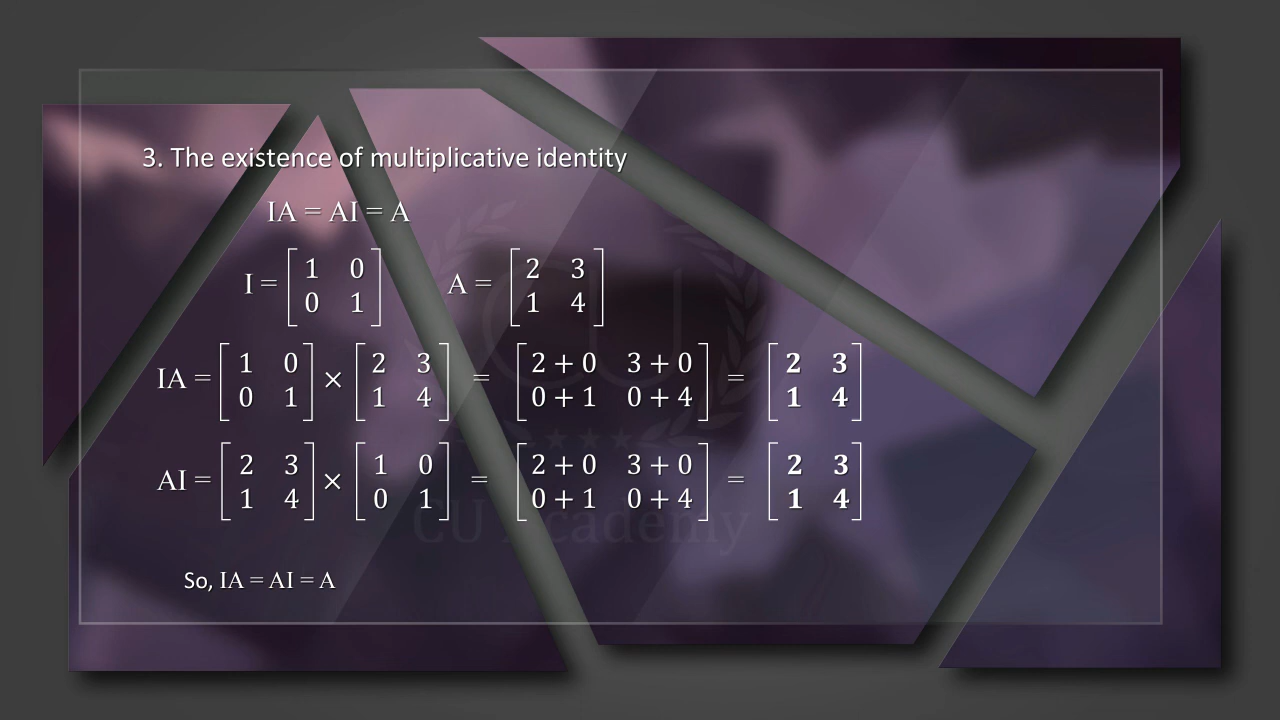 3. The existence of multiplicative identity
IA = AI = A
I = [1 0; 0 1] A = [2 3; 1 4]
IA = [1 0; 0 1] × [2 3; 1 4] = [2 + 0 3 + 0; 0 + 1 0 + 4] = [2 3; 1 4]
AI = [2 3; 1 4] × [1 0; 0 1] = [2 + 0 3 + 0; 0 + 1 0 + 4] = [2 3; 1 4]
CU Academy
So, IA = AI = A